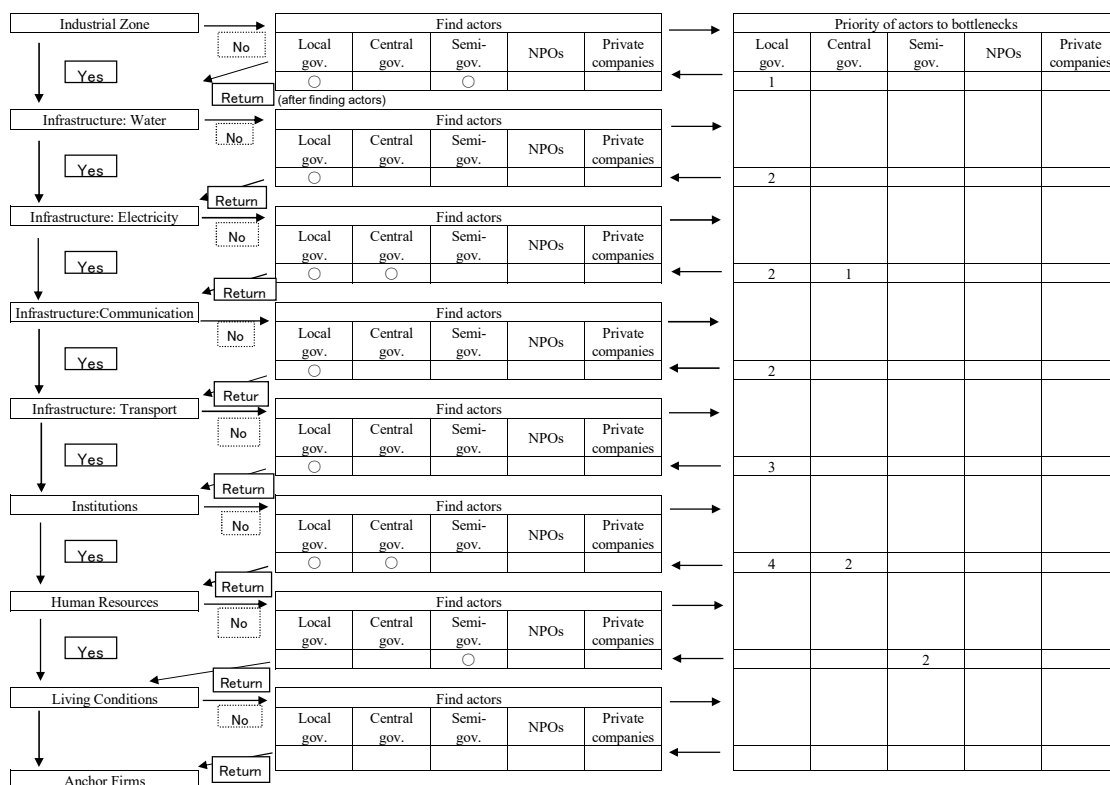 Industrial Zone
No
Yes
Return
(after finding actors)
Find actors
Local gov.
Central gov.
Semi-gov.
NPOs
Private companies
○ ○
Priority of actors to bottlenecks
Local gov.
Central gov.
Semi-gov.
NPOs
Private companies
1
Infrastructure: Water
No
Yes
Return
Find actors
Local gov.
Central gov.
Semi-gov.
NPOs
Private companies
○
2
Infrastructure: Electricity
No
Yes
Return
Find actors
Local gov.
Central gov.
Semi-gov.
NPOs
Private companies
○ ○
2 1
Infrastructure:Communication
No
Yes
Retur
Find actors
Local gov.
Central gov.
Semi-gov.
NPOs
Private companies
○
2
Infrastructure: Transport
No
Yes
Return
Find actors
Local gov.
Central gov.
Semi-gov.
NPOs
Private companies
○
3
Institutions
No
Yes
Return
Find actors
Local gov.
Central gov.
Semi-gov.
NPOs
Private companies
○ ○
4 2
Human Resources
No
Yes
Return
Find actors
Local gov.
Central gov.
Semi-gov.
NPOs
Private companies
○
2
Living Conditions
No
Return
Find actors
Local gov.
Central gov.
Semi-gov.
NPOs
Private companies
Anchor Firms